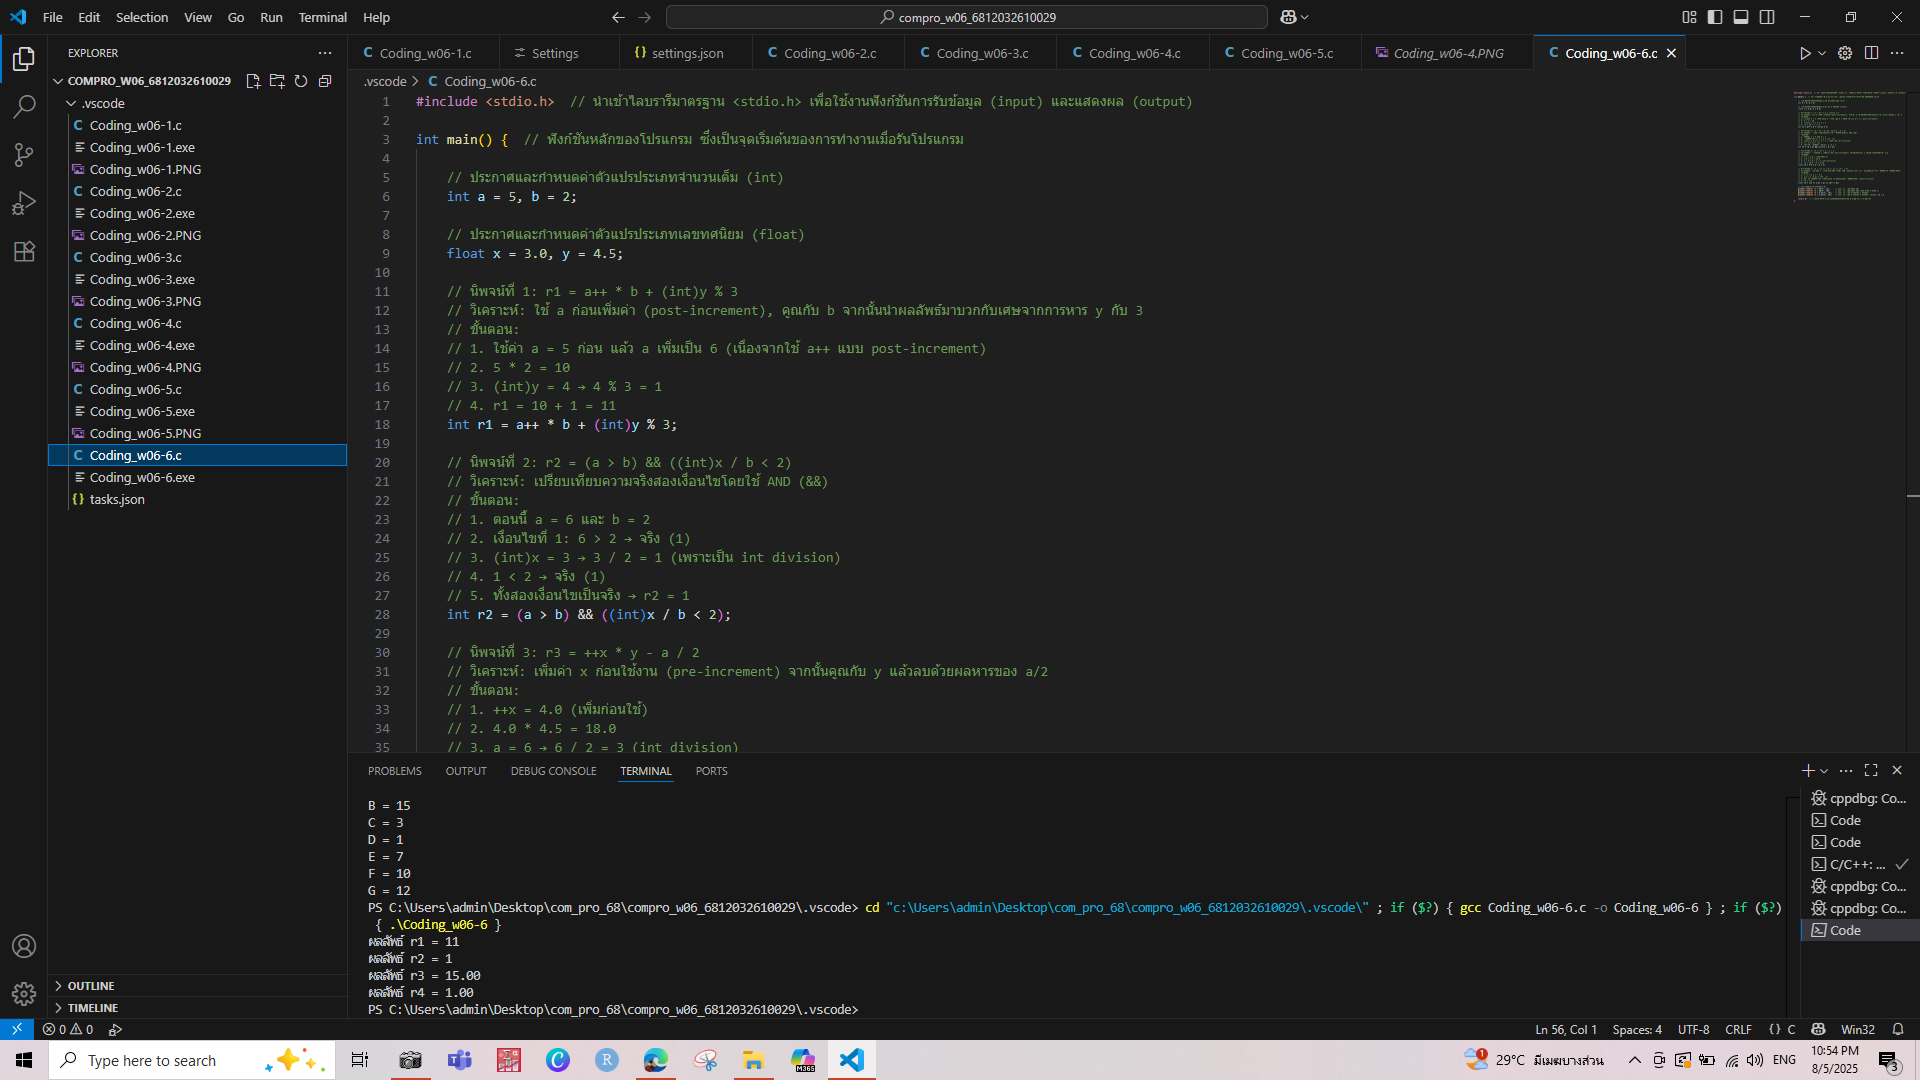 File Edit Selection View Go Run Terminal Help
compro_w06_6812032610029
EXPLORER
COMPRO_W06_6812032610029
.vscode
Coding_w06-1.c
Coding_w06-1.exe
Coding_w06-1.PNG
Coding_w06-2.c
Coding_w06-2.exe
Coding_w06-2.PNG
Coding_w06-3.c
Coding_w06-3.exe
Coding_w06-3.PNG
Coding_w06-4.c
Coding_w06-4.exe
Coding_w06-4.PNG
Coding_w06-5.c
Coding_w06-5.exe
Coding_w06-5.PNG
Coding_w06-6.c
Coding_w06-6.exe
tasks.json
OUTLINE
TIMELINE
Coding_w06-1.c Settings settings.json Coding_w06-2.c Coding_w06-3.c Coding_w06-4.c Coding_w06-5.c Coding_w06-4.PNG Coding_w06-6.c
.vscode > C Coding_w06-6.c
1 #include <stdio.h> // นำเข้าไลบรารีมาตรฐาน <stdio.h> เพื่อใช้งานฟังก์ชันการรับข้อมูล (input) และแสดงผล (output)
2
3 int main() { // ฟังก์ชันหลักของโปรแกรม ซึ่งเป็นจุดเริ่มต้นของการทำงานเมื่อรันโปรแกรม
4
5 // ประกาศและกำหนดค่าตัวแปรประเภทจำนวนเต็ม (int)
6 int a = 5, b = 2;
7
8 // ประกาศและกำหนดค่าตัวแปรประเภทเลขทศนิยม (float)
9 float x = 3.0, y = 4.5;
10
11 // นิพจน์ที่ 1: r1 = a++ * b + (int)y % 3
12 // วิเคราะห์: ใช้ a ก่อนเพิ่มค่า (post-increment), คูณกับ b จากนั้นนำผลลัพธ์มาบวกกับเศษจากการหาร y กับ 3
13 // ขั้นตอน:
14 // 1. ใช้ค่า a = 5 ก่อน แล้ว a เพิ่มเป็น 6 (เนื่องจากใช้ a++ แบบ post-increment)
15 // 2. 5 * 2 = 10
16 // 3. (int)y = 4 → 4 % 3 = 1
17 // 4. r1 = 10 + 1 = 11
18 int r1 = a++ * b + (int)y % 3;
19
20 // นิพจน์ที่ 2: r2 = (a > b) && ((int)x / b < 2)
21 // วิเคราะห์: เปรียบเทียบความจริงสองเงื่อนไขโดยใช้ AND (&&)
22 // ขั้นตอน:
23 // 1. ตอนนี้ a = 6 และ b = 2
24 // 2. เงื่อนไขที่ 1: 6 > 2 → จริง (1)
25 // 3. (int)x = 3 → 3 / 2 = 1 (เพราะเป็น int division)
26 // 4. 1 < 2 → จริง (1)
27 // 5. ทั้งสองเงื่อนไขเป็นจริง → r2 = 1
28 int r2 = (a > b) && ((int)x / b < 2);
29
30 // นิพจน์ที่ 3: r3 = ++x * y - a / 2
31 // วิเคราะห์: เพิ่มค่า x ก่อนใช้งาน (pre-increment) จากนั้นคูณกับ y แล้วลบด้วยผลหารของ a/2
32 // ขั้นตอน:
33 // 1. ++x = 4.0 (เพิ่มก่อนใช้)
34 // 2. 4.0 * 4.5 = 18.0
35 // 3. a = 6 → 6 / 2 = 3 (int division)
PROBLEMS OUTPUT DEBUG CONSOLE TERMINAL PORTS
B = 15
C = 3
D = 1
E = 7
F = 10
G = 12
PS C:\Users\admin\Desktop\com_pro_68\compro_w06_6812032610029\.vscode> cd "c:\Users\admin\Desktop\com_pro_68\compro_w06_6812032610029\.vscode\" ; if ($?) { gcc Coding_w06-6.c -o Coding_w06-6 } ; if ($?)
{ .\Coding_w06-6 }
ผลลัพธ์ r1 = 11
ผลลัพธ์ r2 = 1
ผลลัพธ์ r3 = 15.00
ผลลัพธ์ r4 = 1.00
PS C:\Users\admin\Desktop\com_pro_68\compro_w06_6812032610029\.vscode>
cppdbg: Co...
Code
Code
C/C++: ...
cppdbg: Co...
cppdbg: Co...
Code
0 0
Ln 56, Col 1 Spaces: 4 UTF-8 CRLF {} C Win32
Type here to search
M365
1 29°C มีเมฆบางส่วน ENG
10:54 PM
8/5/2025
3